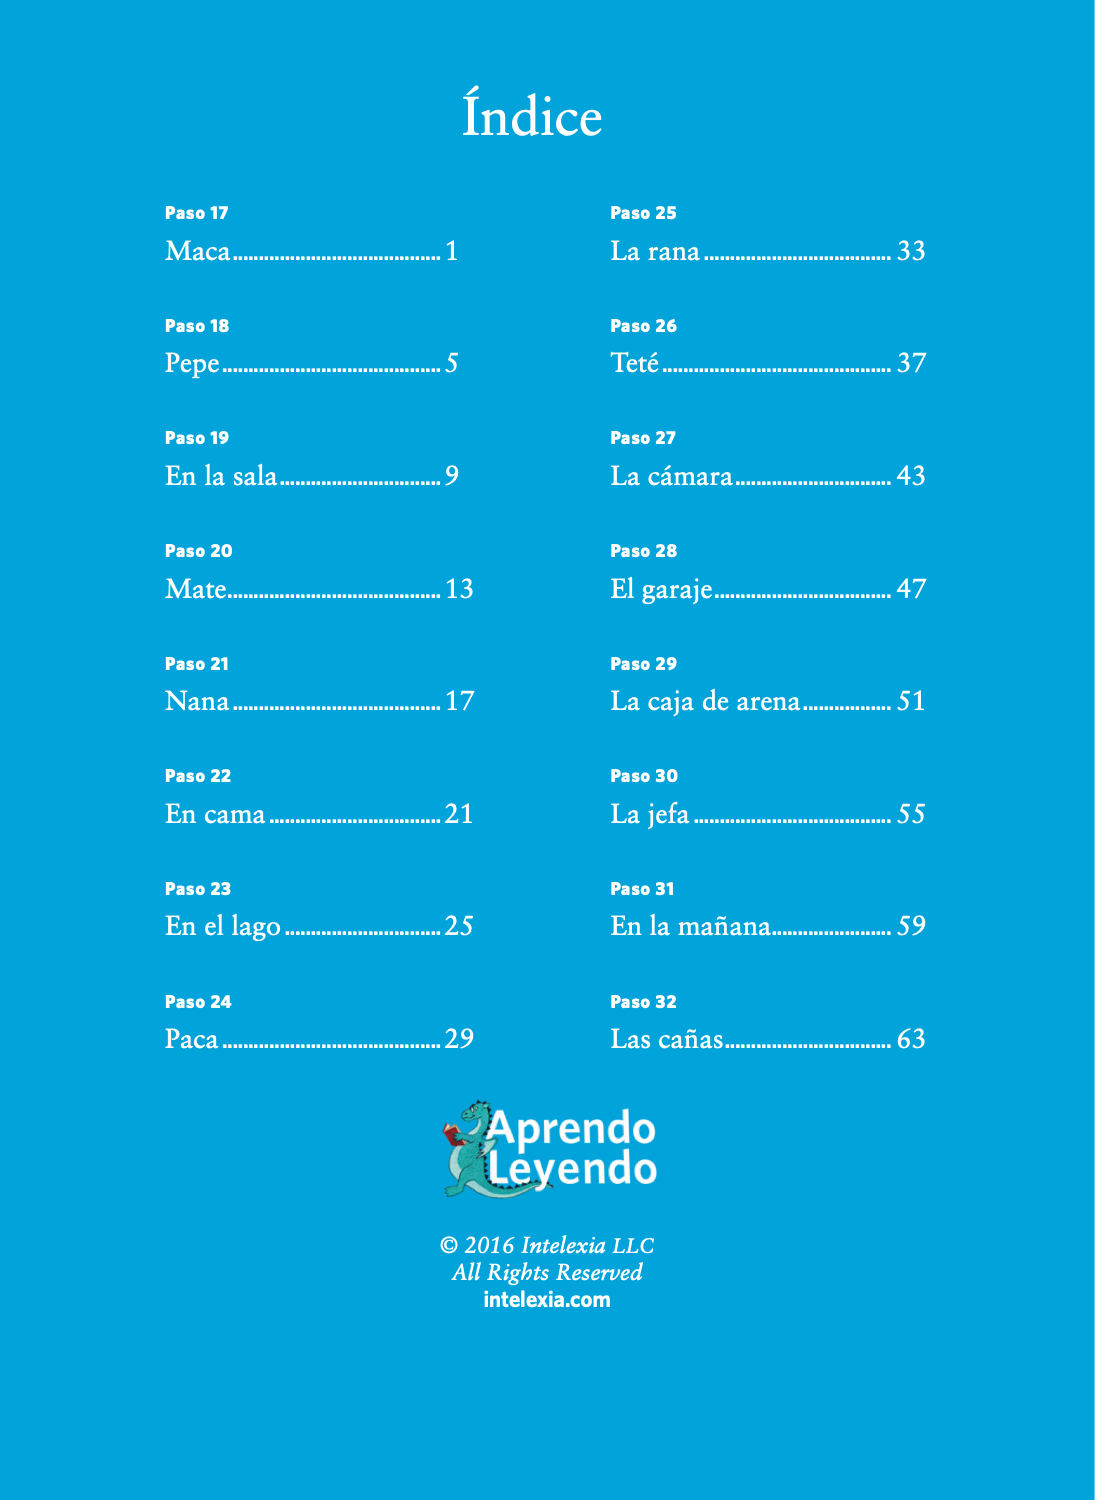 Índice
Paso 17
Maca........................................ 1
Paso 18
Pepe.......................................... 5
Paso 19
En la sala............................... 9
Paso 20
Mate......................................... 13
Paso 21
Nana........................................ 17
Paso 22
En cama................................. 21
Paso 23
En el lago.............................. 25
Paso 24
Paca.......................................... 29
Paso 25
La rana.................................... 33
Paso 26
Teté............................................ 37
Paso 27
La cámara.............................. 43
Paso 28
El garaje.................................. 47
Paso 29
La caja de arena................. 51
Paso 30
La jefa...................................... 55
Paso 31
En la mañana....................... 59
Paso 32
Las cañas................................ 63
Aprendo
Leyendo
© 2016 Intelexia LLC
All Rights Reserved
intelexia.com